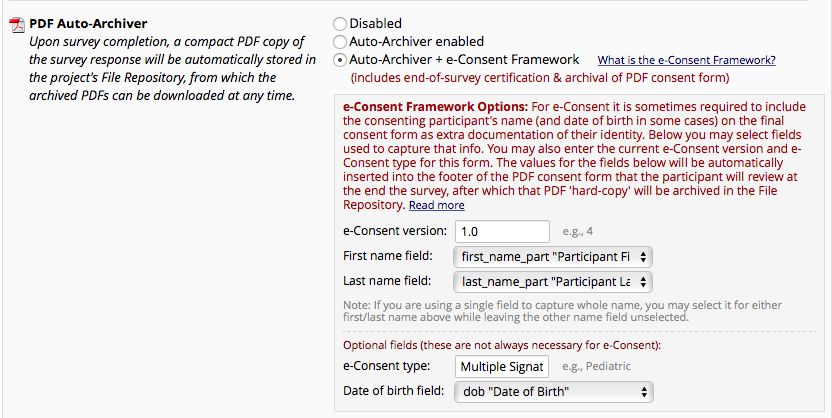 PDF Auto-Archiver
Upon survey completion, a compact PDF copy of
the survey response will be automatically stored in
the project's File Repository, from which the
archived PDFs can be downloaded at any time.
Disabled
Auto-Archiver enabled
Auto-Archiver + e-Consent Framework What is the e-Consent Framework?
(includes end-of-survey certification & archival of PDF consent form)
e-Consent Framework Options: For e-Consent it is sometimes required to include
the consenting participant's name (and date of birth in some cases) on the final
consent form as extra documentation of their identity. Below you may select fields
used to capture that info. You may also enter the current e-Consent version and e-
Consent type for this form. The values for the fields below will be automatically
inserted into the footer of the PDF consent form that the participant will review at
the end the survey, after which that PDF 'hard-copy' will be archived in the File
Repository. Read more
e-Consent version: 1.0 e.g., 4
First name field: first_name_part "Participant Fi
Last name field: last_name_part "Participant La
Note: If you are using a single field to capture whole name, you may select it for either
first/last name above while leaving the other name field unselected.
Optional fields (these are not always necessary for e-Consent):
e-Consent type: Multiple Signat e.g., Pediatric
Date of birth field: dob "Date of Birth"